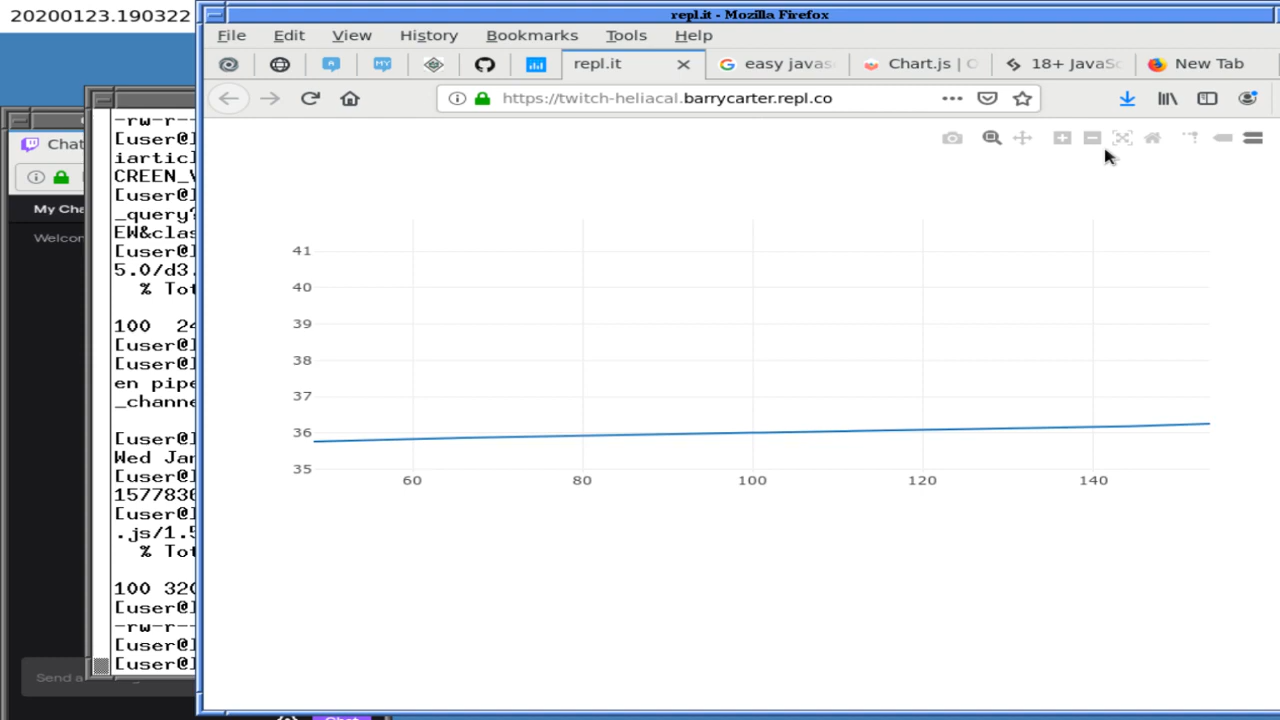 20200123.190322
repl.it - Mozilla Firefox
File Edit View History Bookmarks Tools Help
repl.it
easy javas
Chart.js | O
18+ JavaSc
New Tab
https://twitch-heliacal.barrycarter.repl.co
41
40
39
38
37
36
35
60 80 100 120 140
Chat
My Cha
Welcon
Send a
Chat
-rw-r--
[user@]
iarticl
CREEN_V
[user@]
_query?
EW&clas
[user@]
5.0/d3.
% Tot
100 24
[user@]
[user@]
en pipe
_channe
[user@]
Wed Jan
[user@]
1577836
[user@]
.js/1.5
% Tot
100 320
[user@]
-rw-r--
[user@]
[user@]